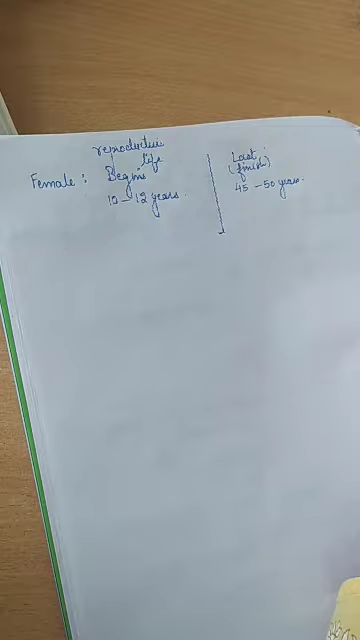 reproductive
life
Female : Begins
10 - 12 years.
Last
(finish)
45 - 50 years.